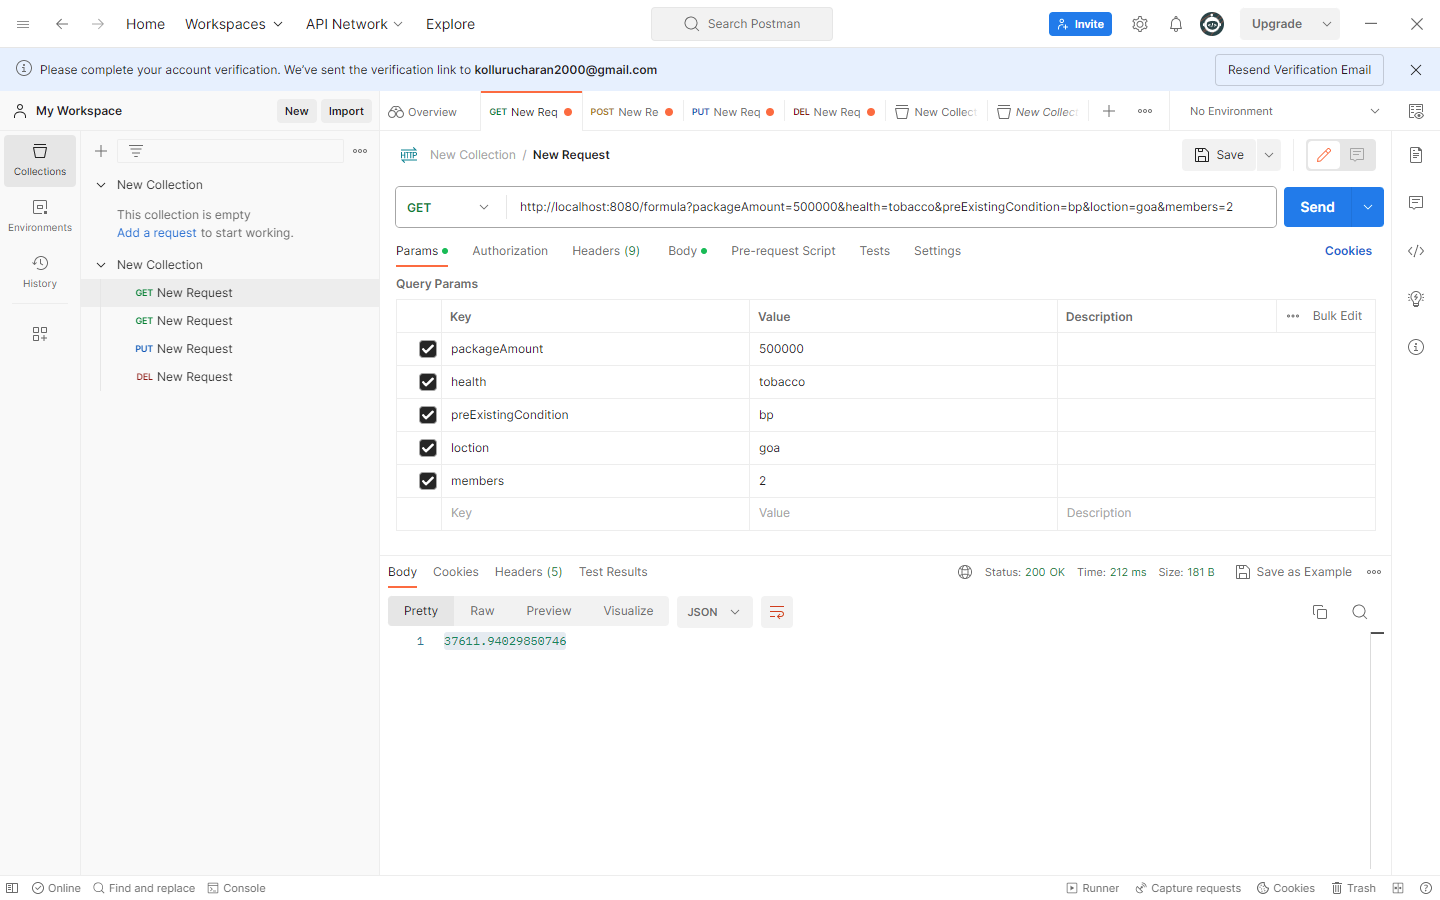 Home Workspaces API Network Explore Search Postman Invite Upgrade
Please complete your account verification. We've sent the verification link to kollurucharan2000@gmail.com Resend Verification Email
My Workspace New Import
Overview GET New Req POST New Re PUT New Req DEL New Req New Collect New Collect No Environment
Collections
Environments
History
New Collection
This collection is empty
Add a request to start working.
New Collection
GET New Request
GET New Request
PUT New Request
DEL New Request
HTTP New Collection / New Request Save
GET http://localhost:8080/formula?packageAmount=500000&health=tobacco&preExistingCondition=bp&loction=goa&members=2 Send
Params Authorization Headers (9) Body Pre-request Script Tests Settings Cookies
Query Params
Key Value Description Bulk Edit
packageAmount 500000
health tobacco
preExistingCondition bp
loction goa
members 2
Key Value Description
Body Cookies Headers (5) Test Results Status: 200 OK Time: 212 ms Size: 181 B Save as Example
Pretty Raw Preview Visualize JSON
1 37611.94029850746
Online Find and replace Console Runner Capture requests Cookies Trash